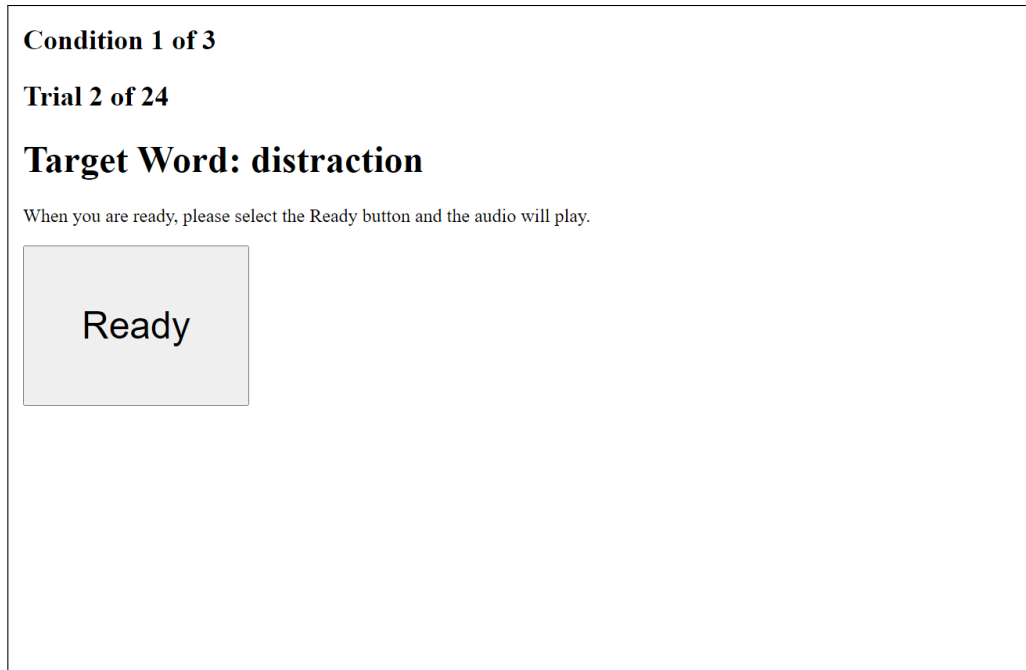 Condition 1 of 3
Trial 2 of 24
Target Word: distraction
When you are ready, please select the Ready button and the audio will play.
Ready